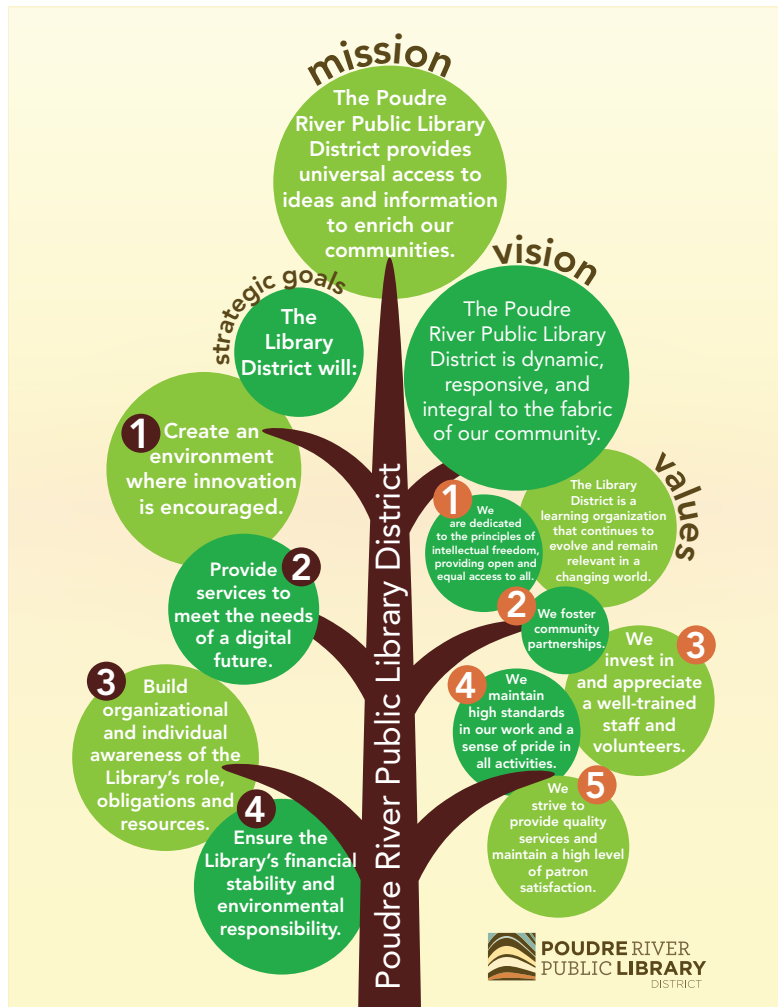 mission
The Poudre
River Public Library
District provides
universal access to
ideas and information
to enrich our
communities.
vision
The Poudre
River Public Library
District is dynamic,
responsive, and
integral to the fabric
of our community.
strategic goals
The
Library
District will:
1 Create an
environment
where innovation
is encouraged.
2
Provide
services to
meet the needs
of a digital
future.
3
Build
organizational
and individual
awareness of the
Library's role,
obligations and
resources.
4
Ensure the
Library's financial
stability and
environmental
responsibility.
values
The Library
District is a
learning organization
that continues to
evolve and remain
relevant in a
changing world.
1
We
are dedicated
to the principles of
intellectual freedom,
providing open and
equal access to all.
2
We foster
community
partnerships.
3
We
invest in
and appreciate
a well-trained
staff and
volunteers.
4
We
maintain
high standards
in our work and a
sense of pride in
all activities.
5
We
strive to
provide quality
services and
maintain a high level
of patron
satisfaction.
Poudre River Public Library District
POUDRE RIVER
PUBLIC LIBRARY
DISTRICT